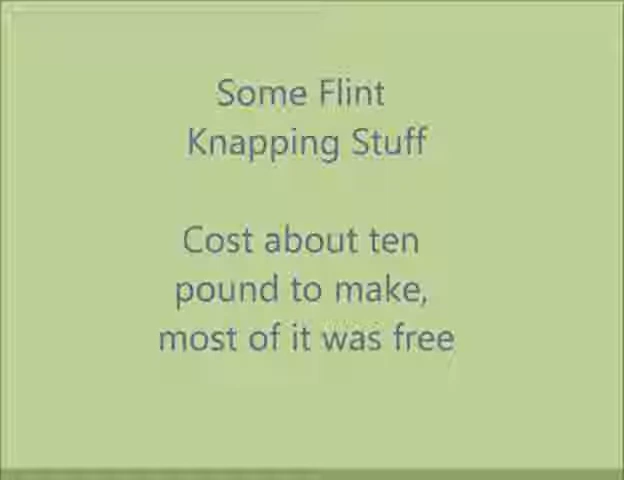 Some Flint
Knapping Stuff
Cost about ten
pound to make,
most of it was free